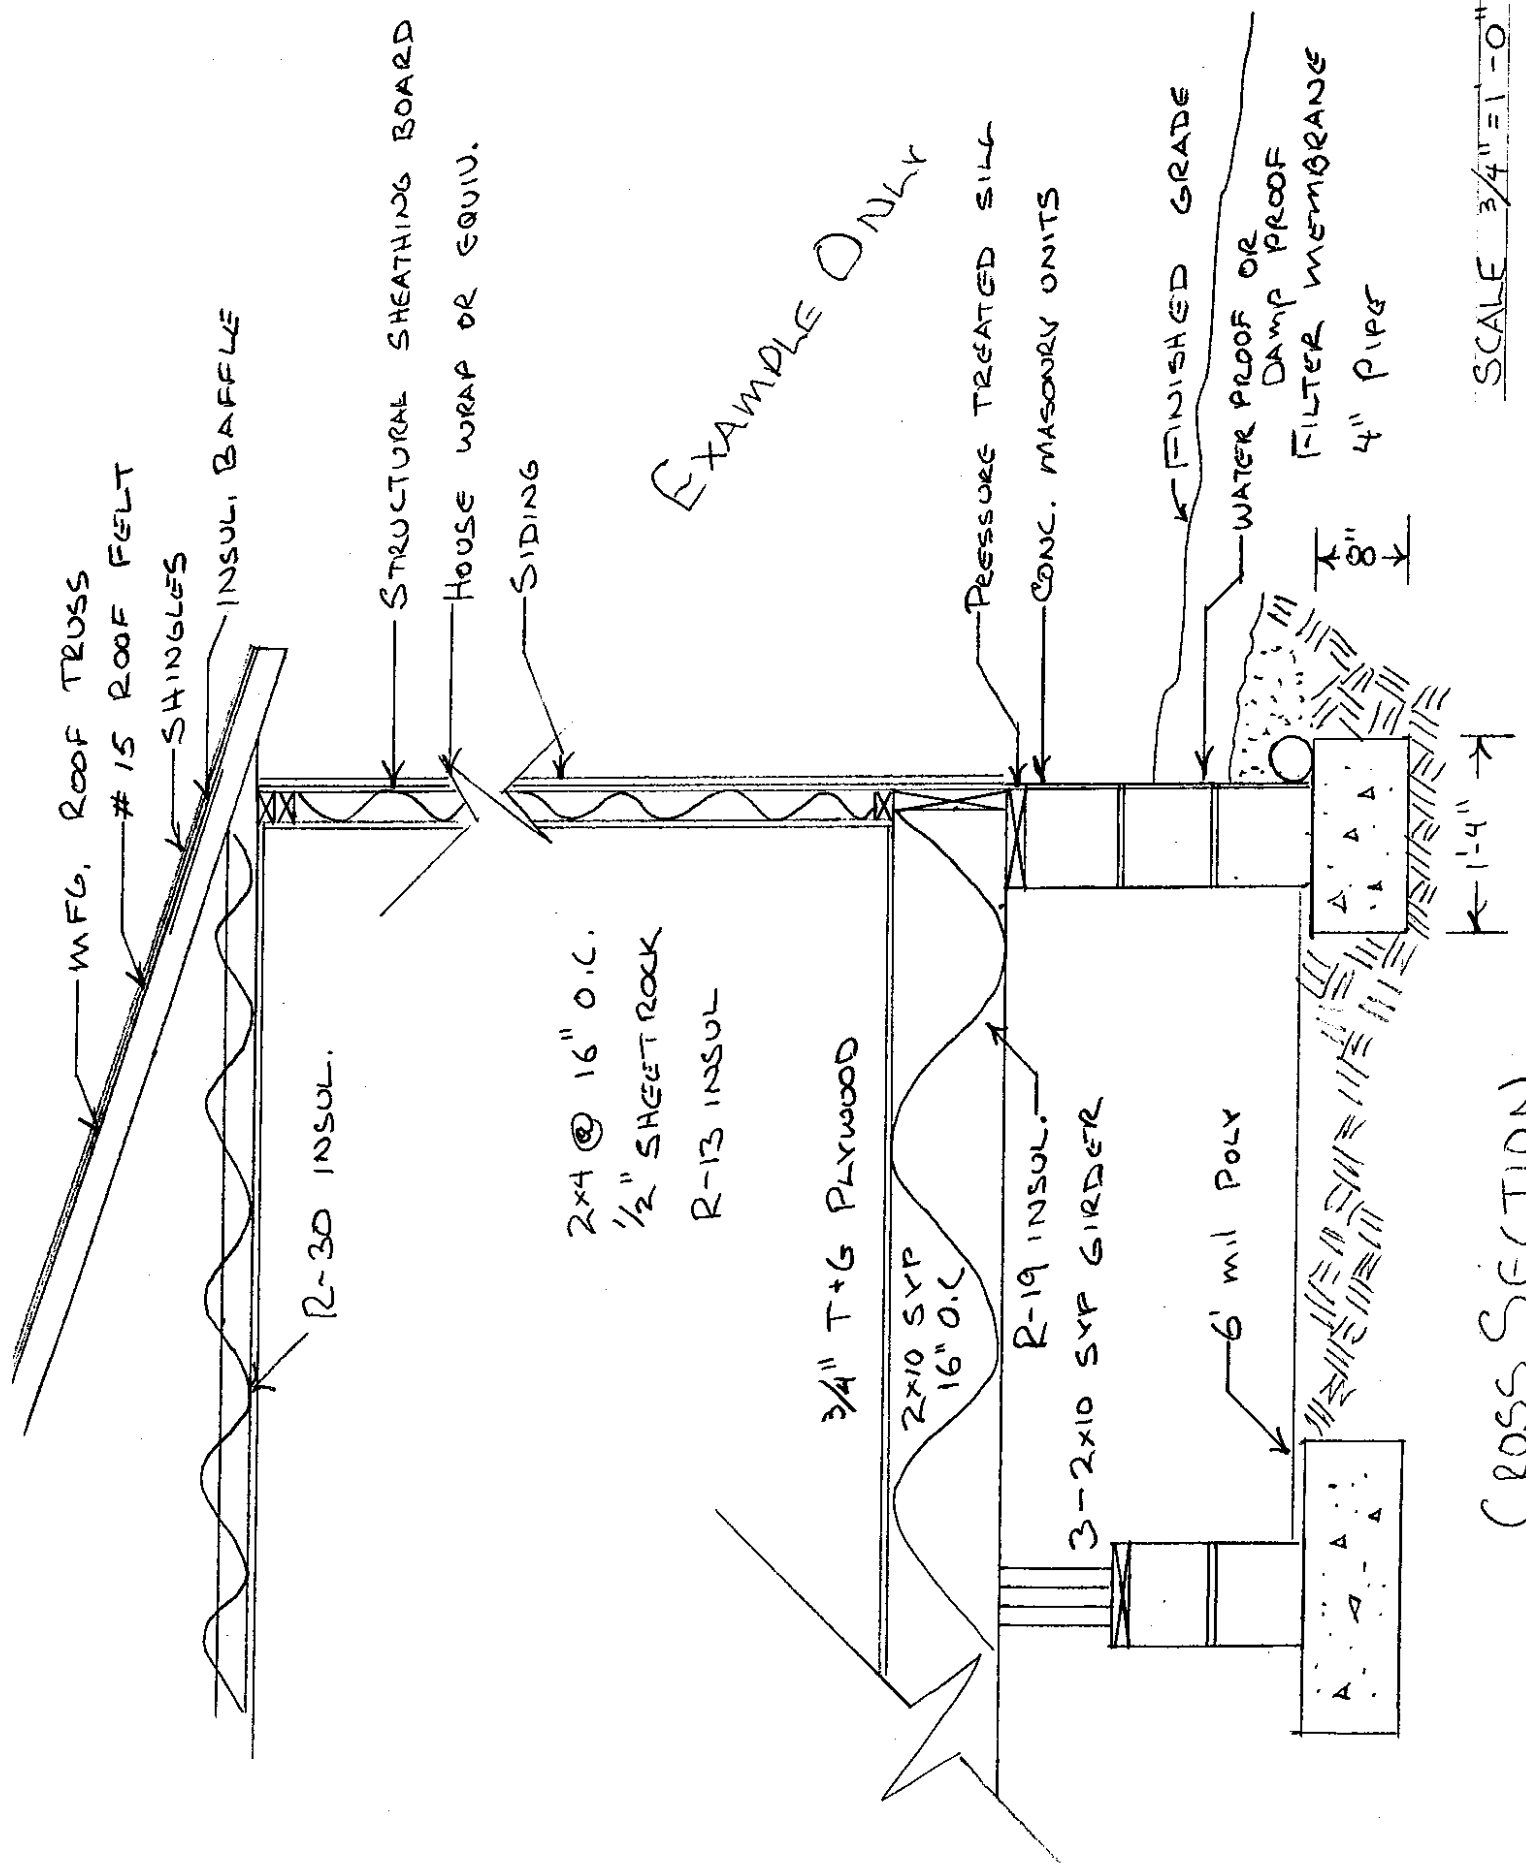 MFG. ROOF TRUSS
# 15 ROOF FELT
SHINGLES
INSUL. BAFFLE
STRUCTURAL SHEATHING BOARD
HOUSE WRAP OR EQUIV.
SIDING
R-30 INSUL.
2x4 @ 16" O.C.
1/2" SHEETROCK
R-13 INSUL
EXAMPLE ONLY
3/4" T+G PLYWOOD
2x10 SYP
16" O.C
R-19 INSUL.
3-2x10 SYP GIRDER
6' mil POLY
PRESSURE TREATED SILL
CONC. MASONRY UNITS
FINISHED GRADE
WATER PROOF OR
DAMP PROOF
FILTER MEMBRANE
4" PIPE
8"
1'-4"
CROSS SECTION
SCALE 3/4" = 1'-0"